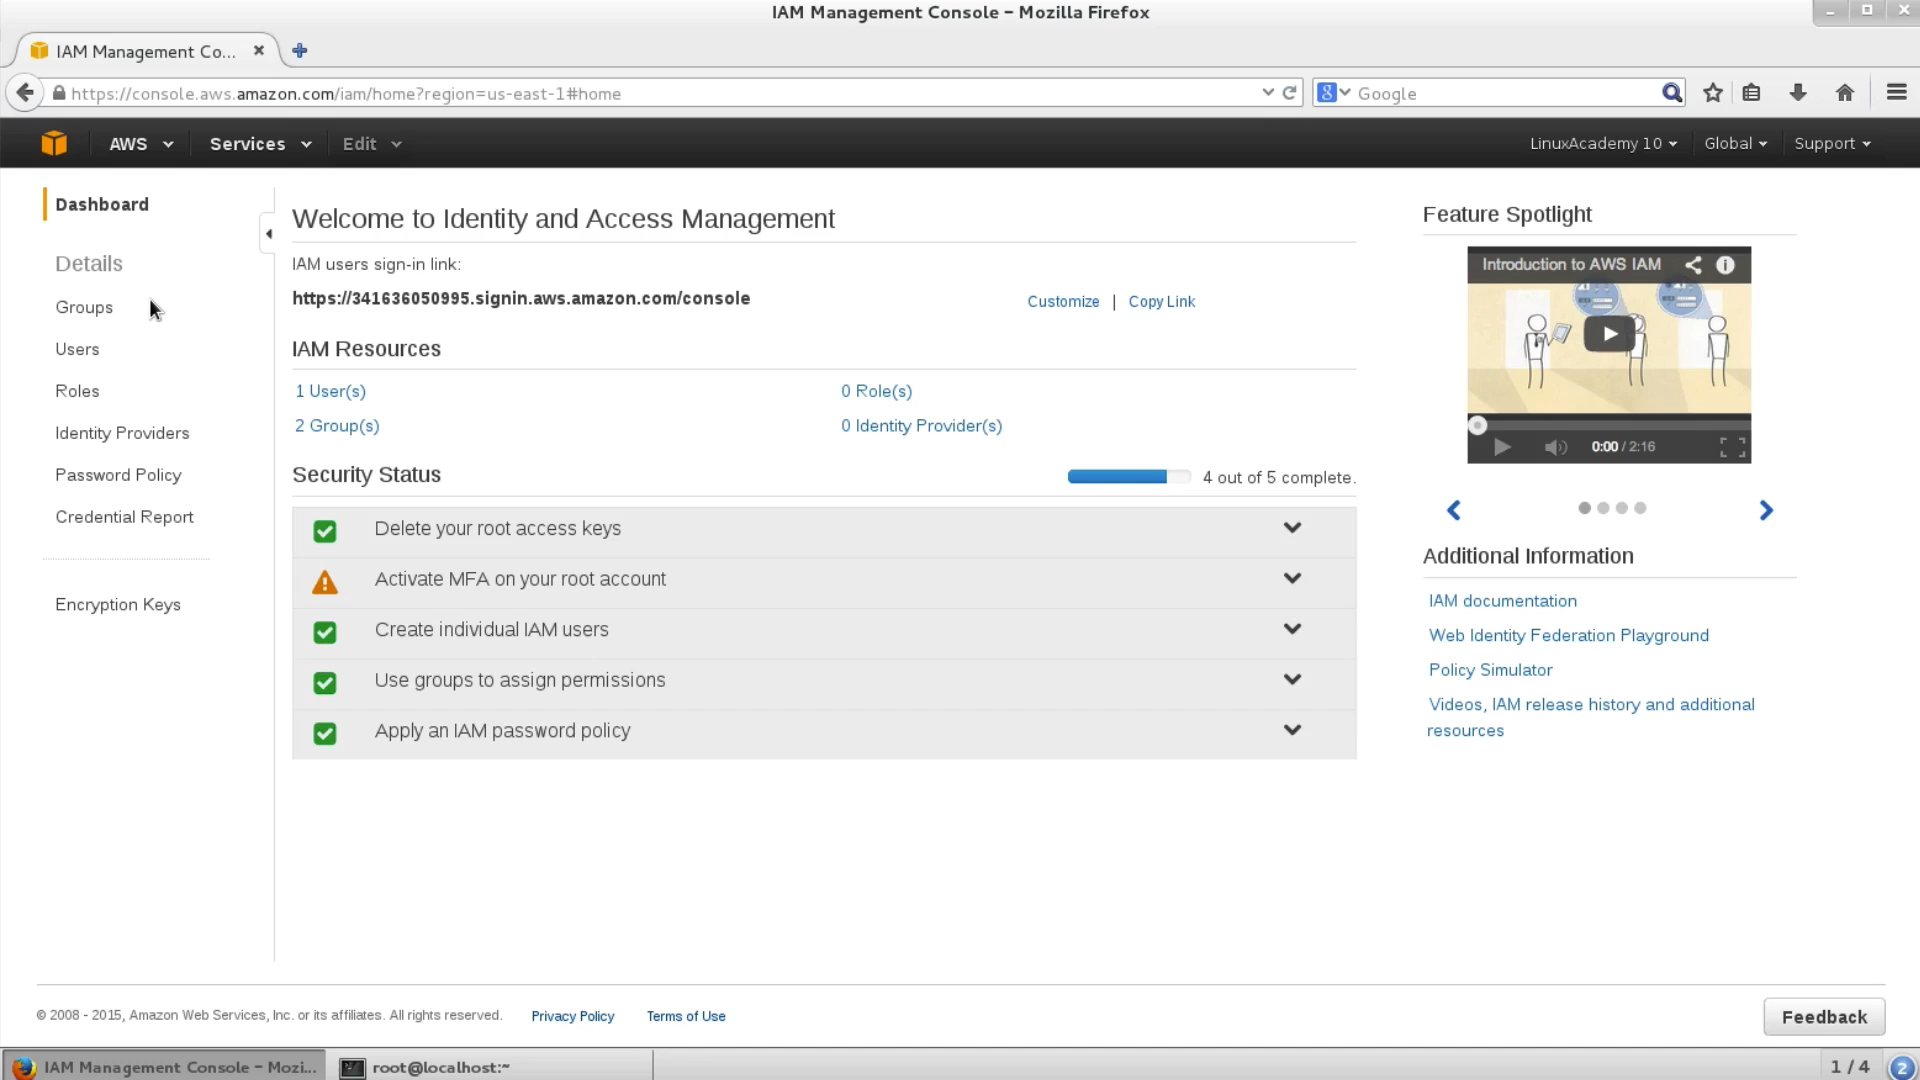 IAM Management Console – Mozilla Firefox
IAM Management Co...
https://console.aws.amazon.com/iam/home?region=us-east-1#home
8 Google
AWS Services Edit LinuxAcademy 10 Global Support
Dashboard
Details
Groups
Users
Roles
Identity Providers
Password Policy
Credential Report
Encryption Keys
Welcome to Identity and Access Management
IAM users sign-in link:
https://341636050995.signin.aws.amazon.com/console
Customize | Copy Link
IAM Resources
1 User(s) 0 Role(s)
2 Group(s) 0 Identity Provider(s)
Security Status 4 out of 5 complete.
Delete your root access keys
Activate MFA on your root account
Create individual IAM users
Use groups to assign permissions
Apply an IAM password policy
Feature Spotlight
Introduction to AWS IAM
0:00 / 2:16
Additional Information
IAM documentation
Web Identity Federation Playground
Policy Simulator
Videos, IAM release history and additional
resources
© 2008 - 2015, Amazon Web Services, Inc. or its affiliates. All rights reserved. Privacy Policy Terms of Use
Feedback
IAM Management Console – Mozi... root@localhost:~ 1 / 4 2